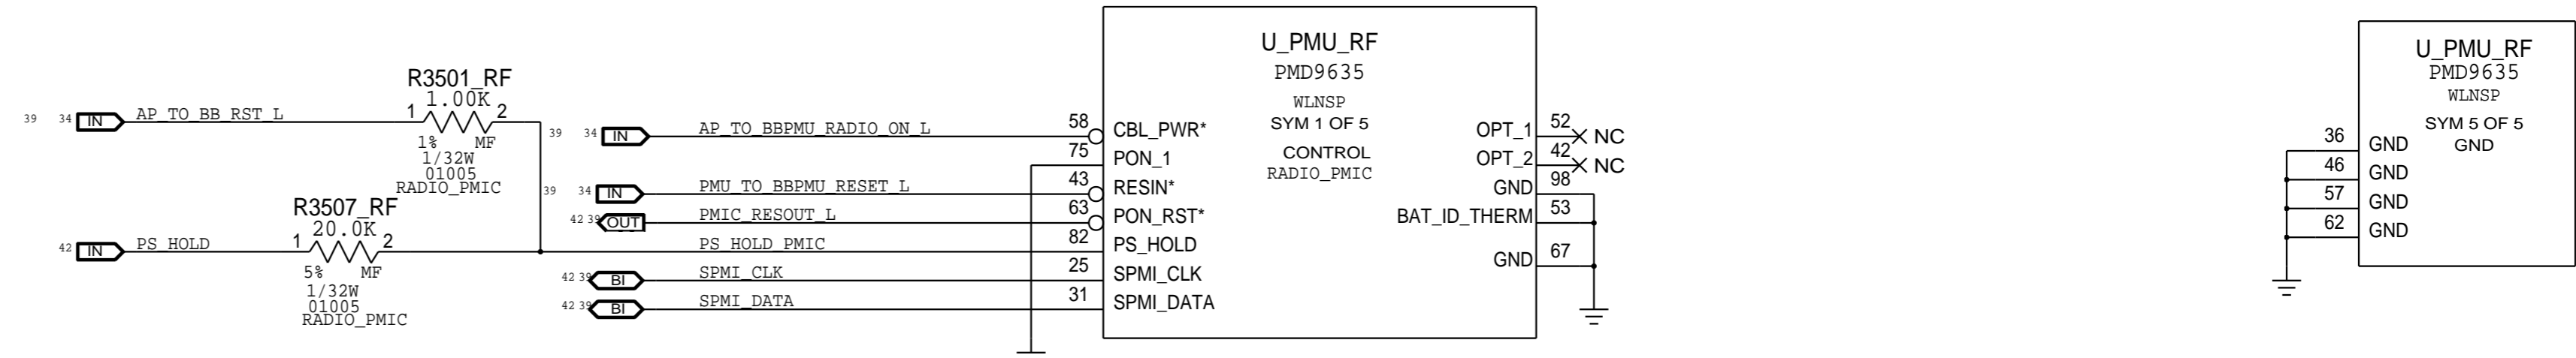 R3501_RF
1.00K
39 34 IN AP_TO_BB_RST_L 1 2
1% MF
1/32W
01005
RADIO_PMIC
R3507_RF
20.0K
42 IN PS_HOLD 1 2
5% MF
1/32W
01005
RADIO_PMIC
39 34 IN AP_TO_BBPMU_RADIO_ON_L 58 CBL_PWR*
75 PON_1
39 34 IN PMU_TO_BBPMU_RESET_L 43 RESIN*
42 39 OUT PMIC_RESOUT_L 63 PON_RST*
PS_HOLD_PMIC 82 PS_HOLD
42 39 BI SPMI_CLK 25 SPMI_CLK
42 39 BI SPMI_DATA 31 SPMI_DATA
U_PMU_RF
PMD9635
WLNSP
SYM 1 OF 5
CONTROL
RADIO_PMIC
OPT_1 52 NC
OPT_2 42 NC
GND 98
BAT_ID_THERM 53
GND 67
U_PMU_RF
PMD9635
WLNSP
SYM 5 OF 5
GND
36 GND
46 GND
57 GND
62 GND